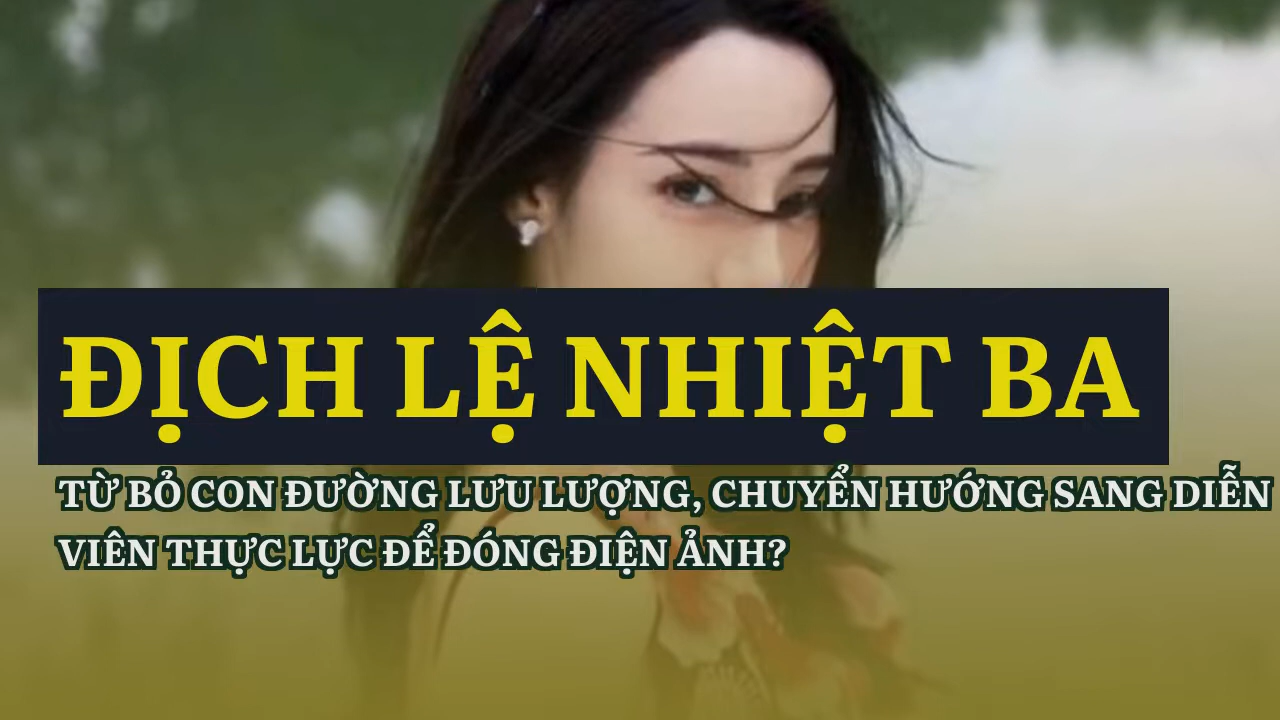 ĐỊCH LỆ NHIỆT BA
TỪ BỎ CON ĐƯỜNG LƯU LƯỢNG, CHUYỂN HƯỚNG SANG DIỄN
VIÊN THỰC LỰC ĐỂ ĐÓNG ĐIỆN ẢNH?